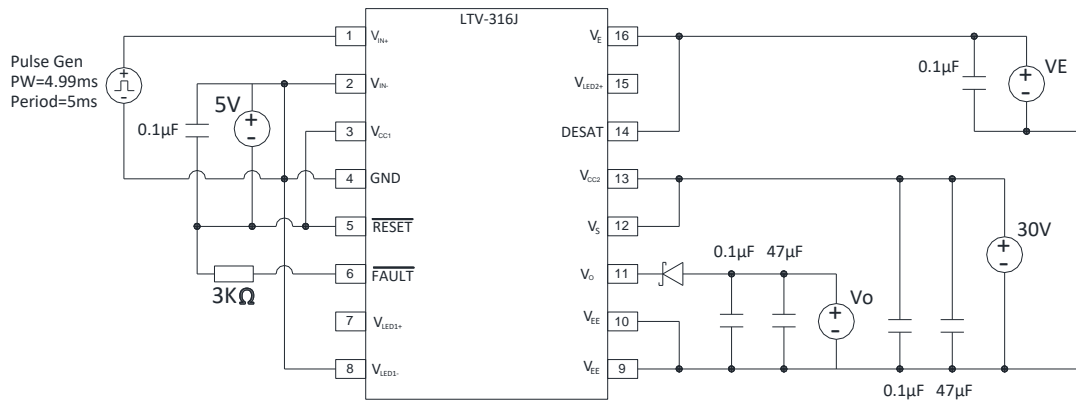 LTV-316J
Pulse Gen
PW=4.99ms
Period=5ms
0.1µF
5V
3KΩ
1 V_IN+
2 V_IN-
3 V_CC1
4 GND
5 RESET
6 FAULT
7 V_LED1+
8 V_LED1-
V_E 16
V_LED2+ 15
DESAT 14
V_CC2 13
V_S 12
V_O 11
V_EE 10
V_EE 9
0.1µF
VE
0.1µF 47µF
Vo
30V
0.1µF 47µF